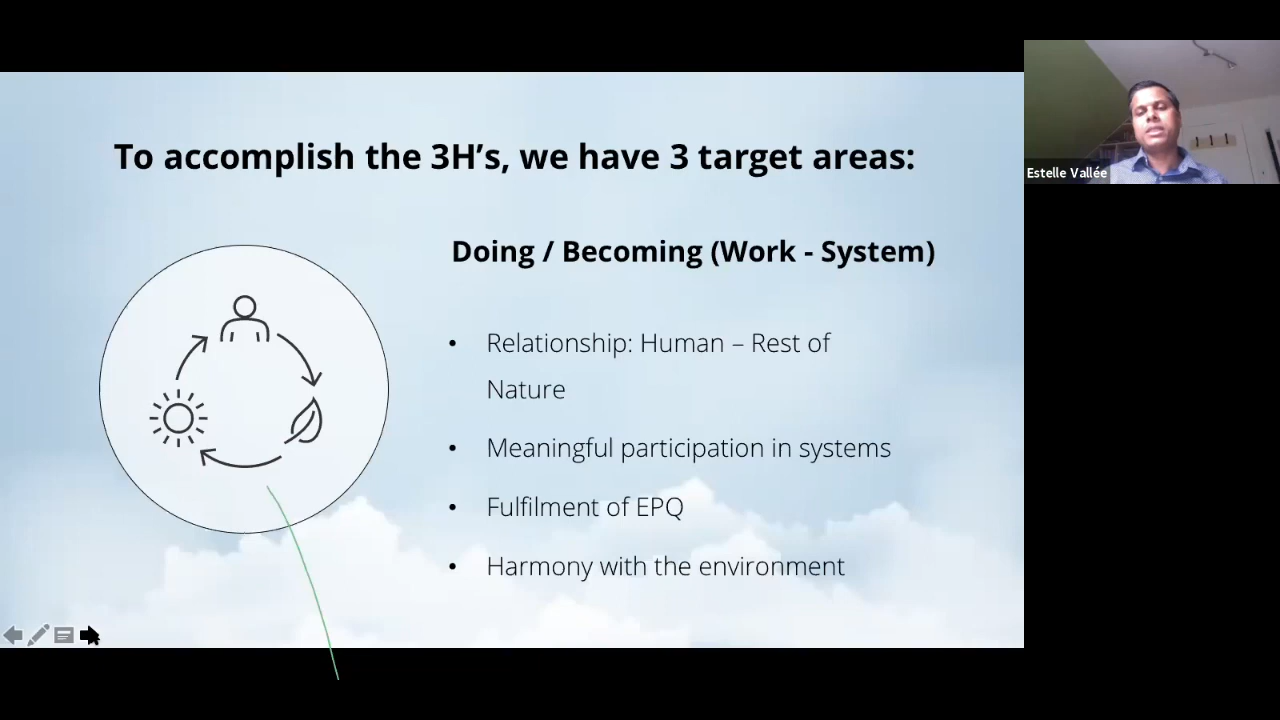 To accomplish the 3H’s, we have 3 target areas:
Doing / Becoming (Work - System)
• Relationship: Human – Rest of
Nature
• Meaningful participation in systems
• Fulfilment of EPQ
• Harmony with the environment
Estelle Vallée